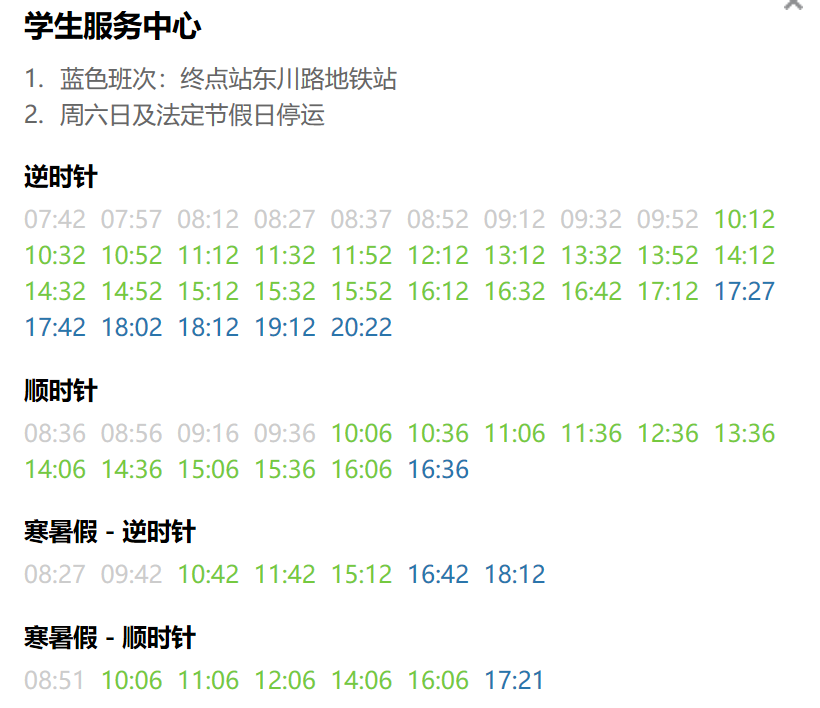 学生服务中心
1. 蓝色班次：终点站东川路地铁站
2. 周六日及法定节假日停运
逆时针
07:42 07:57 08:12 08:27 08:37 08:52 09:12 09:32 09:52 10:12
10:32 10:52 11:12 11:32 11:52 12:12 13:12 13:32 13:52 14:12
14:32 14:52 15:12 15:32 15:52 16:12 16:32 16:42 17:12 17:27
17:42 18:02 18:12 19:12 20:22
顺时针
08:36 08:56 09:16 09:36 10:06 10:36 11:06 11:36 12:36 13:36
14:06 14:36 15:06 15:36 16:06 16:36
寒暑假 - 逆时针
08:27 09:42 10:42 11:42 15:12 16:42 18:12
寒暑假 - 顺时针
08:51 10:06 11:06 12:06 14:06 16:06 17:21